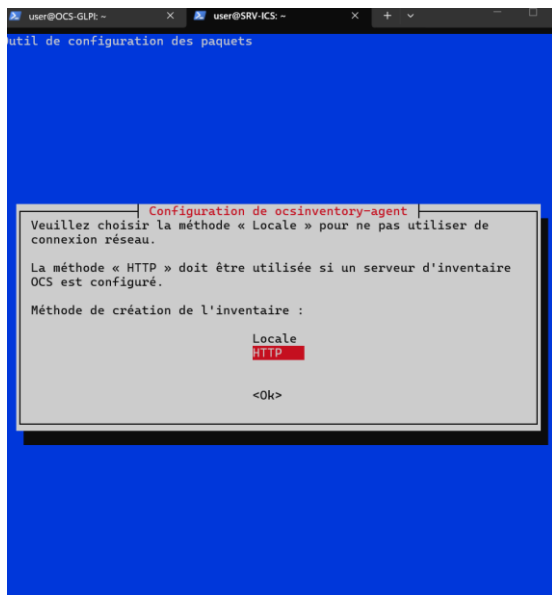 user@OCS-GLPI: ~ × user@SRV-ICS: ~ × + 
util de configuration des paquets
Configuration de ocsinventory-agent
Veuillez choisir la méthode « Locale » pour ne pas utiliser de
connexion réseau.
La méthode « HTTP » doit être utilisée si un serveur d'inventaire
OCS est configuré.
Méthode de création de l'inventaire :
Locale
HTTP
<Ok>